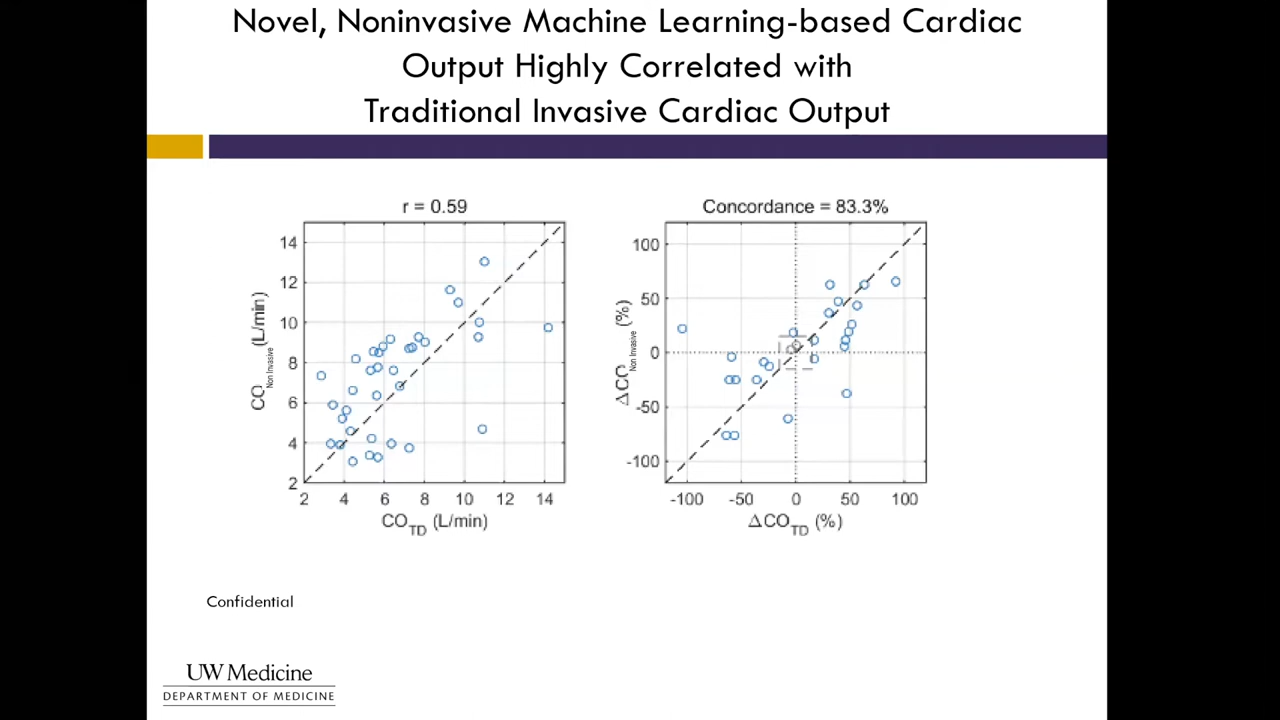 Novel, Noninvasive Machine Learning-based Cardiac
Output Highly Correlated with
Traditional Invasive Cardiac Output
r = 0.59
14
12
10
8
6
4
2
CO Non Invasive (L/min)
2 4 6 8 10 12 14
CO TD (L/min)
Concordance = 83.3%
100
50
0
-50
-100
ΔCO Non Invasive (%)
-100 -50 0 50 100
ΔCO TD (%)
Confidential
UW Medicine
DEPARTMENT OF MEDICINE